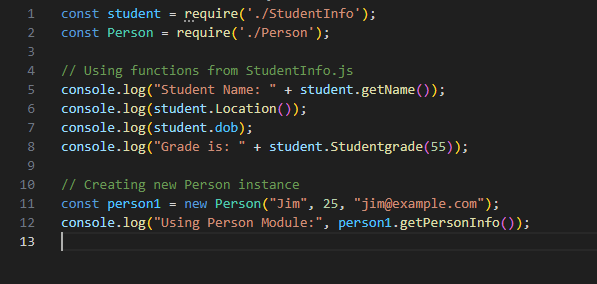 1 const student = require('./StudentInfo');
2 const Person = require('./Person');
3
4 // Using functions from StudentInfo.js
5 console.log("Student Name: " + student.getName());
6 console.log(student.Location());
7 console.log(student.dob);
8 console.log("Grade is: " + student.Studentgrade(55));
9
10 // Creating new Person instance
11 const person1 = new Person("Jim", 25, "jim@example.com");
12 console.log("Using Person Module:", person1.getPersonInfo());
13